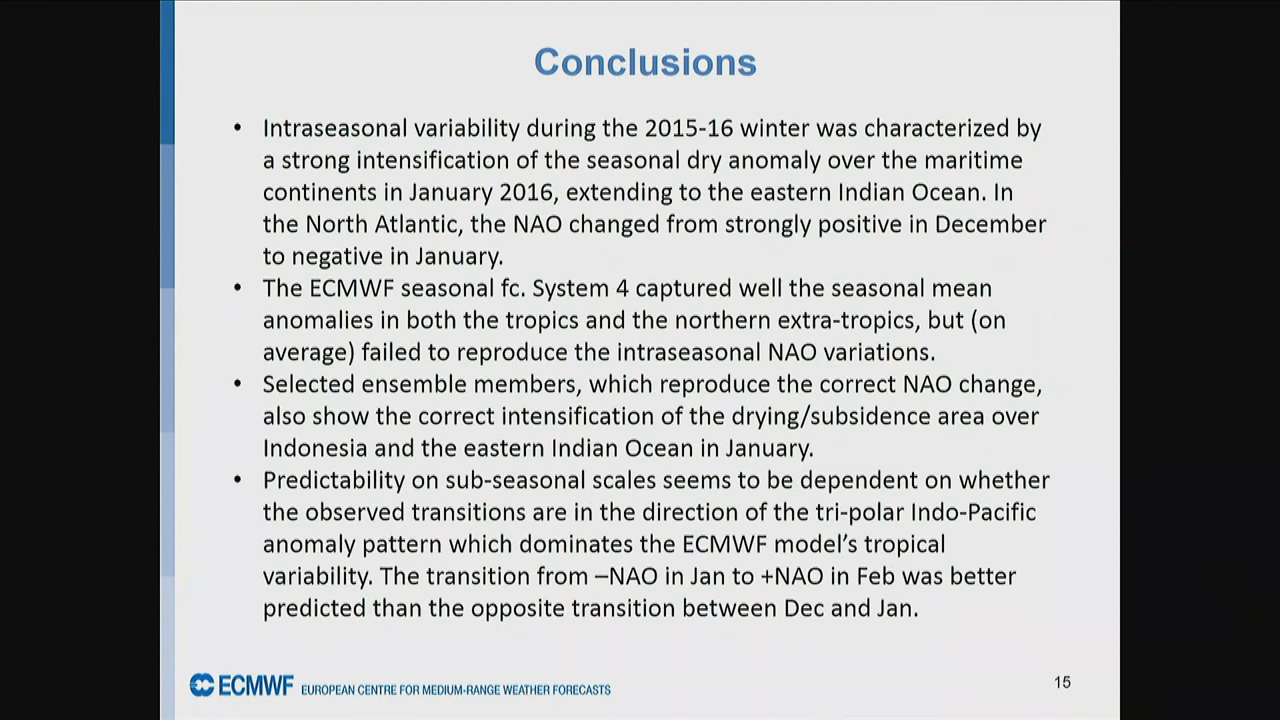 Conclusions
• Intraseasonal variability during the 2015-16 winter was characterized by
a strong intensification of the seasonal dry anomaly over the maritime
continents in January 2016, extending to the eastern Indian Ocean. In
the North Atlantic, the NAO changed from strongly positive in December
to negative in January.
• The ECMWF seasonal fc. System 4 captured well the seasonal mean
anomalies in both the tropics and the northern extra-tropics, but (on
average) failed to reproduce the intraseasonal NAO variations.
• Selected ensemble members, which reproduce the correct NAO change,
also show the correct intensification of the drying/subsidence area over
Indonesia and the eastern Indian Ocean in January.
• Predictability on sub-seasonal scales seems to be dependent on whether
the observed transitions are in the direction of the tri-polar Indo-Pacific
anomaly pattern which dominates the ECMWF model’s tropical
variability. The transition from –NAO in Jan to +NAO in Feb was better
predicted than the opposite transition between Dec and Jan.
ECMWF EUROPEAN CENTRE FOR MEDIUM-RANGE WEATHER FORECASTS
15